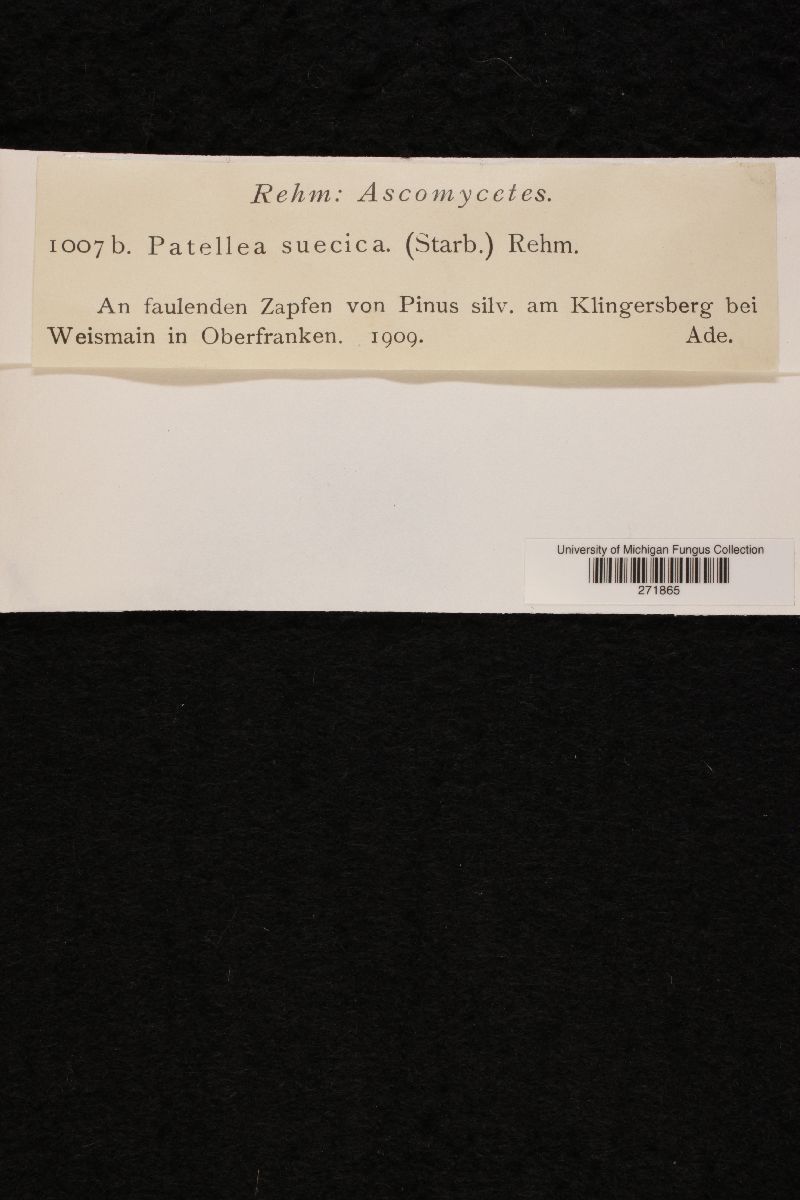 Rehm: Ascomycetes.
1007b. Patellea suecica. (Starb.) Rehm.
An faulenden Zapfen von Pinus silv. am Klingersberg bei
Weismain in Oberfranken. 1909. Ade.
University of Michigan Fungus Collection
271865